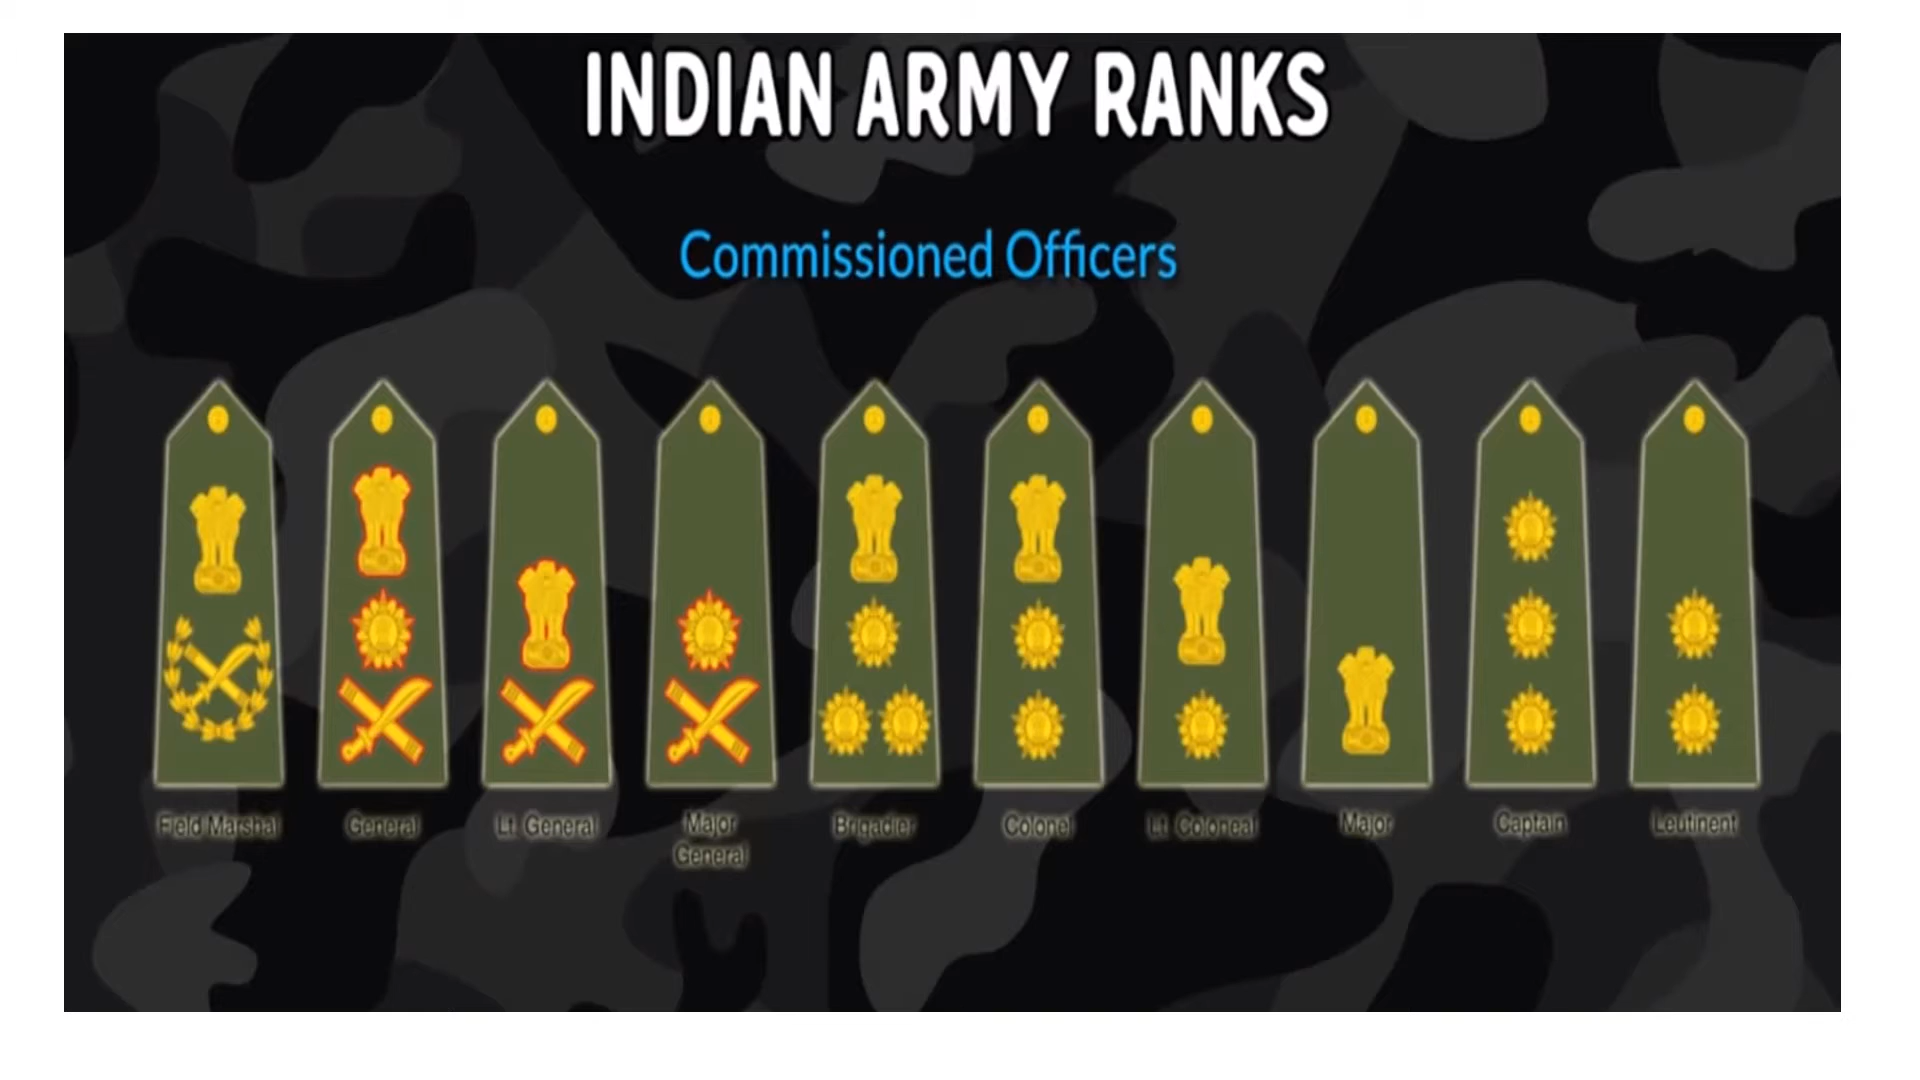 INDIAN ARMY RANKS
Commissioned Officers
Field Marshal
General
Lt. General
Major
General
Brigadier
Colonel
Lt. Coloneal
Major
Captain
Leutinent